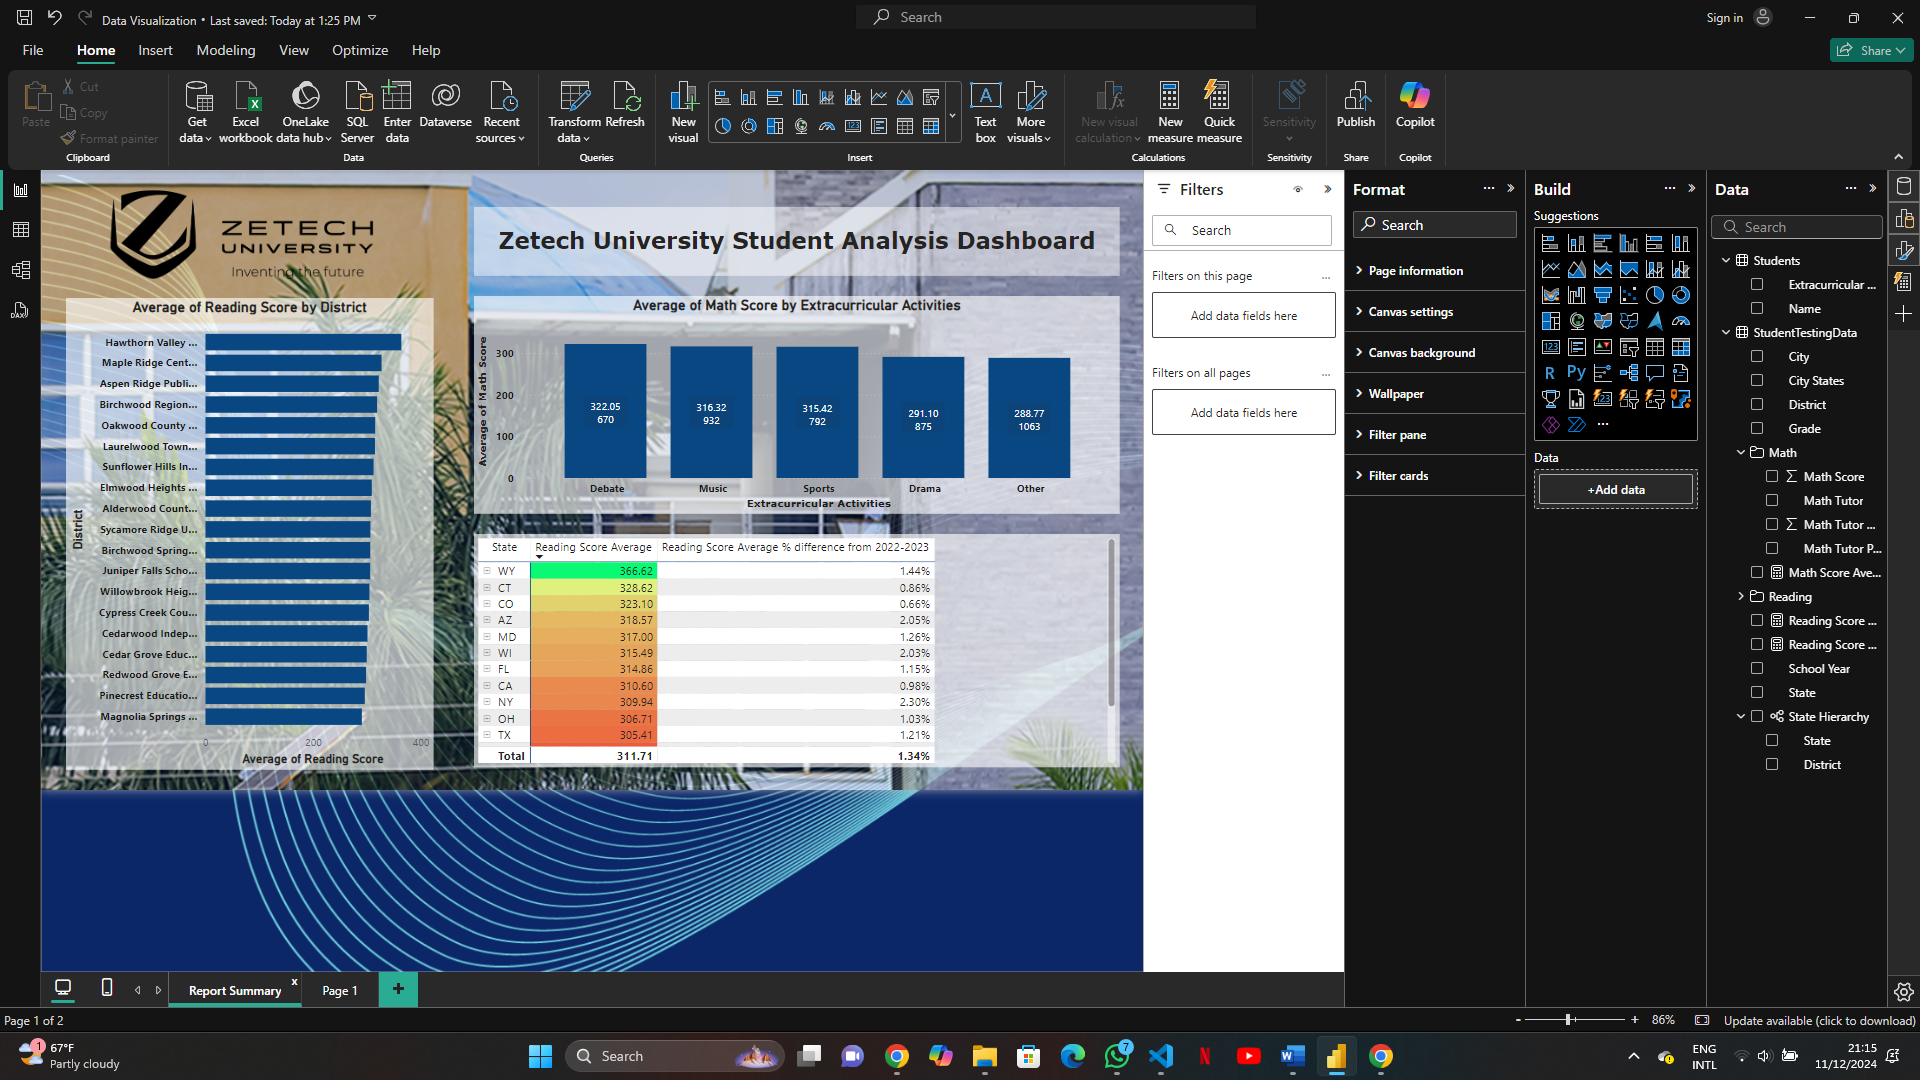 Data Visualization • Last saved: Today at 1:25 PM
Search
Sign in
File
Home
Insert
Modeling
View
Optimize
Help
Share
Paste
Cut
Copy
Format painter
Clipboard
Get data
Excel workbook
OneLake data hub
SQL Server
Enter data
Dataverse
Recent sources
Data
Transform data
Refresh
Queries
New visual
Text box
More visuals
Insert
New visual calculation
New measure
Quick measure
Calculations
Sensitivity
Sensitivity
Publish
Share
Copilot
Copilot
ZETECH
UNIVERSITY
Inventing the future
Zetech University Student Analysis Dashboard
Average of Reading Score by District
District
Hawthorn Valley ...
Maple Ridge Cent...
Aspen Ridge Publi...
Birchwood Region...
Oakwood County ...
Laurelwood Town...
Sunflower Hills In...
Elmwood Heights ...
Alderwood Count...
Sycamore Ridge U...
Birchwood Spring...
Juniper Falls Scho...
Willowbrook Heig...
Cypress Creek Cou...
Cedarwood Indep...
Cedar Grove Educ...
Redwood Grove E...
Pinecrest Educatio...
Magnolia Springs ...
0 200 400
Average of Reading Score
Average of Math Score by Extracurricular Activities
Average of Math Score
300
200
100
0
322.05 316.32 315.42 291.10 288.77
670 932 792 875 1063
Debate Music Sports Drama Other
Extracurricular Activities
State Reading Score Average Reading Score Average % difference from 2022-2023
WY 366.62 1.44%
CT 328.62 0.86%
CO 323.10 0.66%
AZ 318.57 2.05%
MD 317.00 1.26%
WI 315.49 2.03%
FL 314.86 1.15%
CA 310.60 0.98%
NY 309.94 2.30%
OH 306.71 1.03%
TX 305.41 1.21%
Total 311.71 1.34%
Filters
Search
Filters on this page ...
Add data fields here
Filters on all pages ...
Add data fields here
Format
Search
Page information
Canvas settings
Canvas background
Wallpaper
Filter pane
Filter cards
Build
Suggestions
R
Py
123
Data
+Add data
Data
Search
Students
Extracurricular ...
Name
StudentTestingData
City
City States
District
Grade
Math
∑ Math Score
Math Tutor
∑ Math Tutor ...
Math Tutor P...
Math Score Ave...
Reading
Reading Score ...
Reading Score ...
School Year
State
State Hierarchy
State
District
DAX
Report Summary x
Page 1
+
Page 1 of 2
- + 86%
Update available (click to download)
1
67°F
Partly cloudy
Search
7
ENG
INTL
21:15
11/12/2024